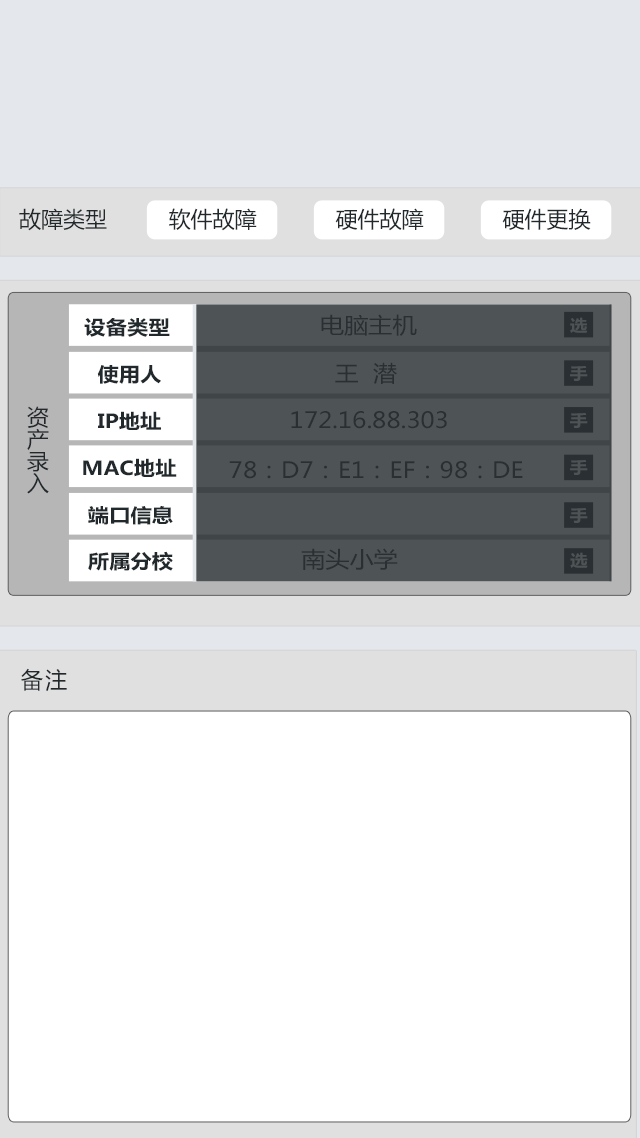 故障类型 软件故障 硬件故障 硬件更换
资产录入
设备类型 电脑主机 选
使用人 王 潜 手
IP地址 172.16.88.303 手
MAC地址 78：D7：E1：EF：98：DE 手
端口信息 手
所属分校 南头小学 选
备注